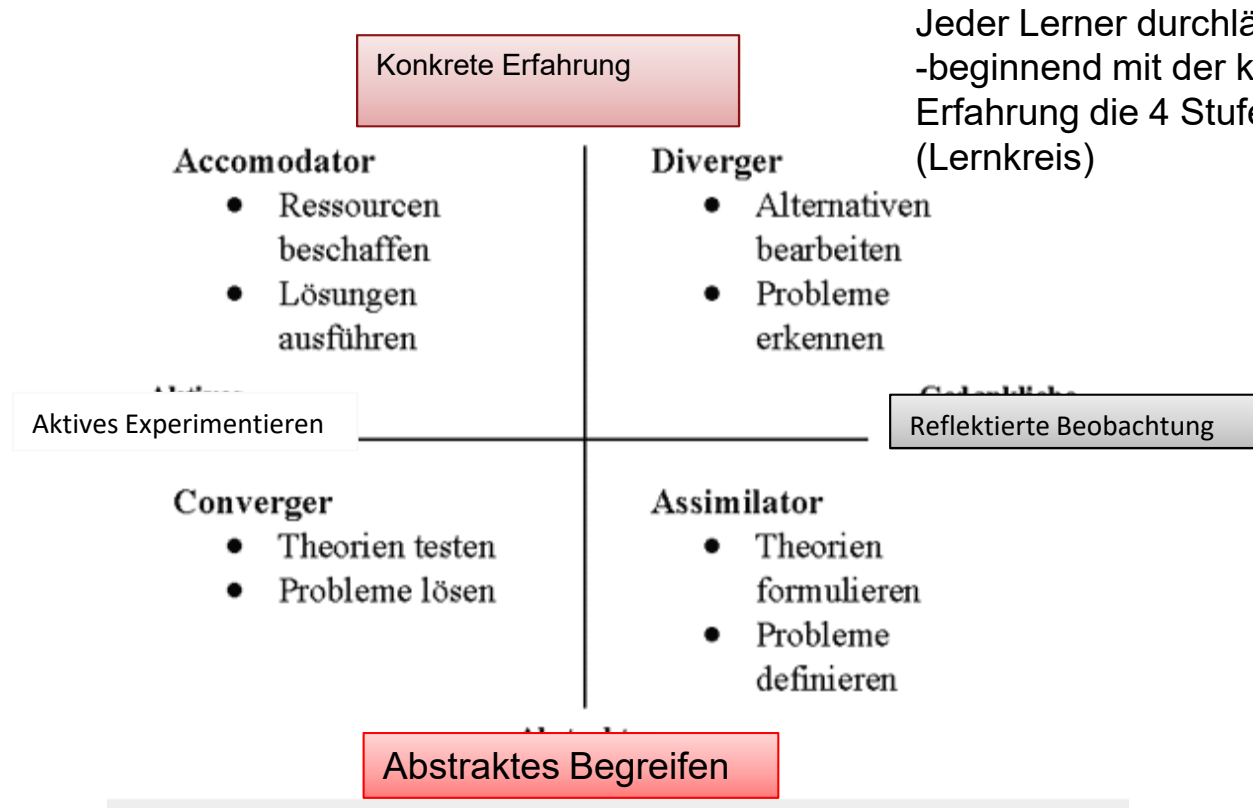 Jeder Lerner durchlä
-beginnend mit der k
Erfahrung die 4 Stufe
(Lernkreis)
Konkrete Erfahrung
Accomodator
● Ressourcen
beschaffen
● Lösungen
ausführen
Diverger
● Alternativen
bearbeiten
● Probleme
erkennen
Aktives Experimentieren
Reflektierte Beobachtung
Converger
● Theorien testen
● Probleme lösen
Assimilator
● Theorien
formulieren
● Probleme
definieren
Abstraktes Begreifen